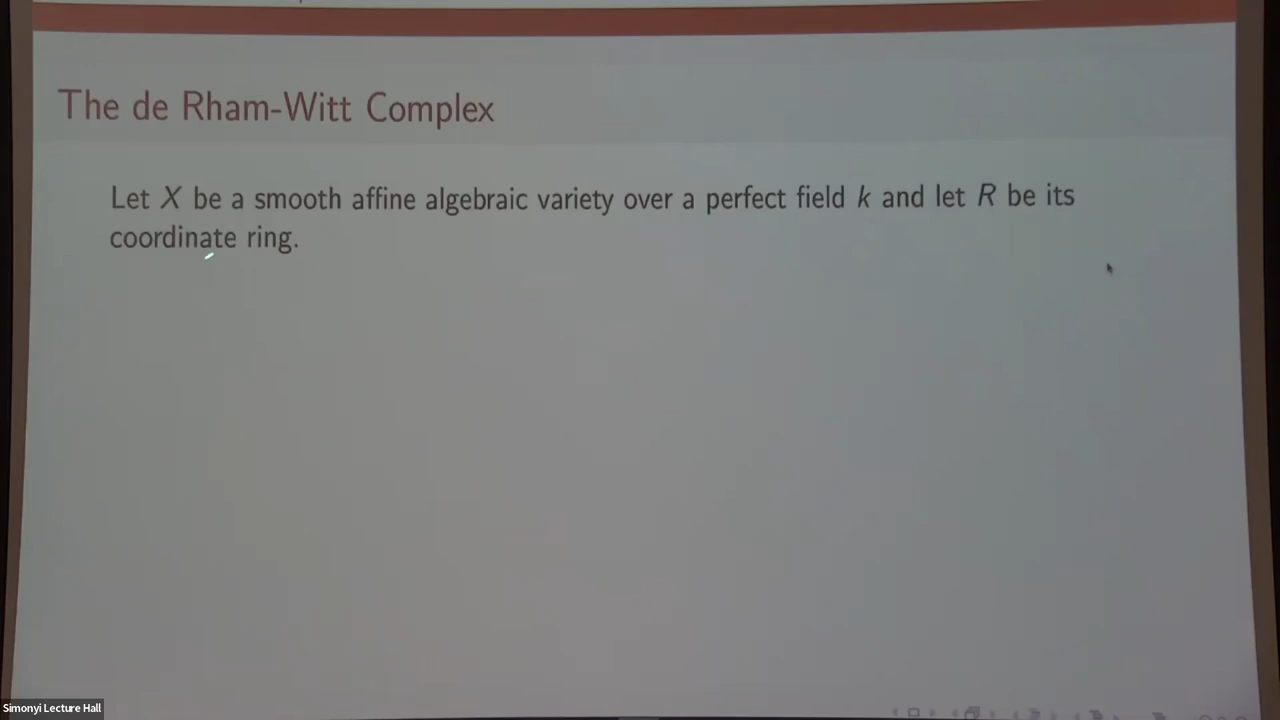 The de Rham-Witt Complex
Let X be a smooth affine algebraic variety over a perfect field k and let R be its
coordinate ring.
Simonyi Lecture Hall